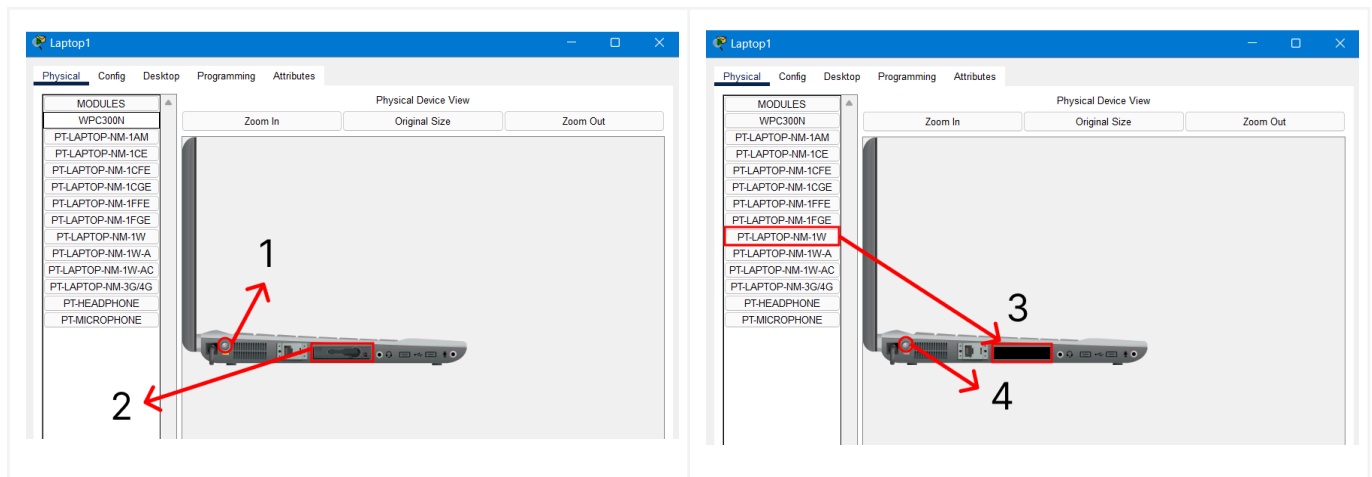 Laptop1
Physical Config Desktop Programming Attributes
MODULES
WPC300N
PT-LAPTOP-NM-1AM
PT-LAPTOP-NM-1CE
PT-LAPTOP-NM-1CFE
PT-LAPTOP-NM-1CGE
PT-LAPTOP-NM-1FFE
PT-LAPTOP-NM-1FGE
PT-LAPTOP-NM-1W
PT-LAPTOP-NM-1W-A
PT-LAPTOP-NM-1W-AC
PT-LAPTOP-NM-3G/4G
PT-HEADPHONE
PT-MICROPHONE
Physical Device View
Zoom In Original Size Zoom Out
1
2
Laptop1
Physical Config Desktop Programming Attributes
MODULES
WPC300N
PT-LAPTOP-NM-1AM
PT-LAPTOP-NM-1CE
PT-LAPTOP-NM-1CFE
PT-LAPTOP-NM-1CGE
PT-LAPTOP-NM-1FFE
PT-LAPTOP-NM-1FGE
PT-LAPTOP-NM-1W
PT-LAPTOP-NM-1W-A
PT-LAPTOP-NM-1W-AC
PT-LAPTOP-NM-3G/4G
PT-HEADPHONE
PT-MICROPHONE
Physical Device View
Zoom In Original Size Zoom Out
3
4